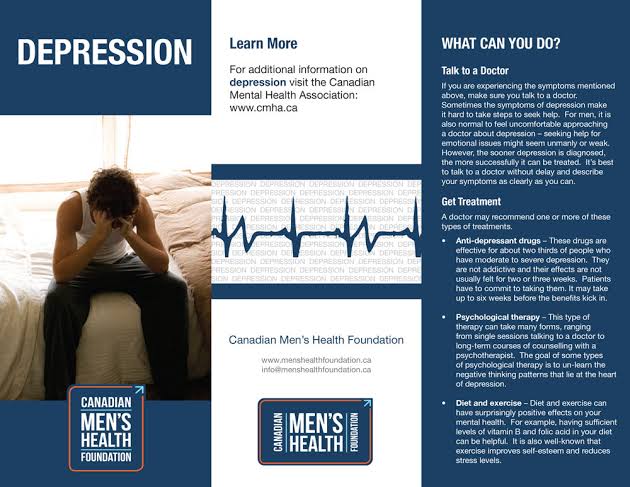 DEPRESSION
CANADIAN
MEN'S
HEALTH
FOUNDATION
Learn More
For additional information on
depression visit the Canadian
Mental Health Association:
www.cmha.ca
DEPRESSION DEPRESSION DEPRESSION DEPRESSION
Canadian Men's Health Foundation
www.menshealthfoundation.ca
info@menshealthfoundation.ca
CANADIAN
MEN'S
HEALTH
FOUNDATION
WHAT CAN YOU DO?
Talk to a Doctor
If you are experiencing the symptoms mentioned
above, make sure you talk to a doctor.
Sometimes the symptoms of depression make
it hard to take steps to seek help. For men, it is
also normal to feel uncomfortable approaching
a doctor about depression – seeking help for
emotional issues might seem unmanly or weak.
However, the sooner depression is diagnosed,
the more successfully it can be treated. It's best
to talk to a doctor without delay and describe
your symptoms as clearly as you can.
Get Treatment
A doctor may recommend one or more of these
types of treatments.
• Anti-depressant drugs – These drugs are
effective for about two thirds of people who
have moderate to severe depression. They
are not addictive and their effects are not
usually felt for two or three weeks. Patients
have to commit to taking them. It may take
up to six weeks before the benefits kick in.
• Psychological therapy – This type of
therapy can take many forms, ranging
from single sessions talking to a doctor to
long-term courses of counselling with a
psychotherapist. The goal of some types
of psychological therapy is to un-learn the
negative thinking patterns that lie at the heart
of depression.
• Diet and exercise – Diet and exercise can
have surprisingly positive effects on your
mental health. For example, having sufficient
levels of vitamin B and folic acid in your diet
can be helpful. It is also well-known that
exercise improves self-esteem and reduces
stress levels.